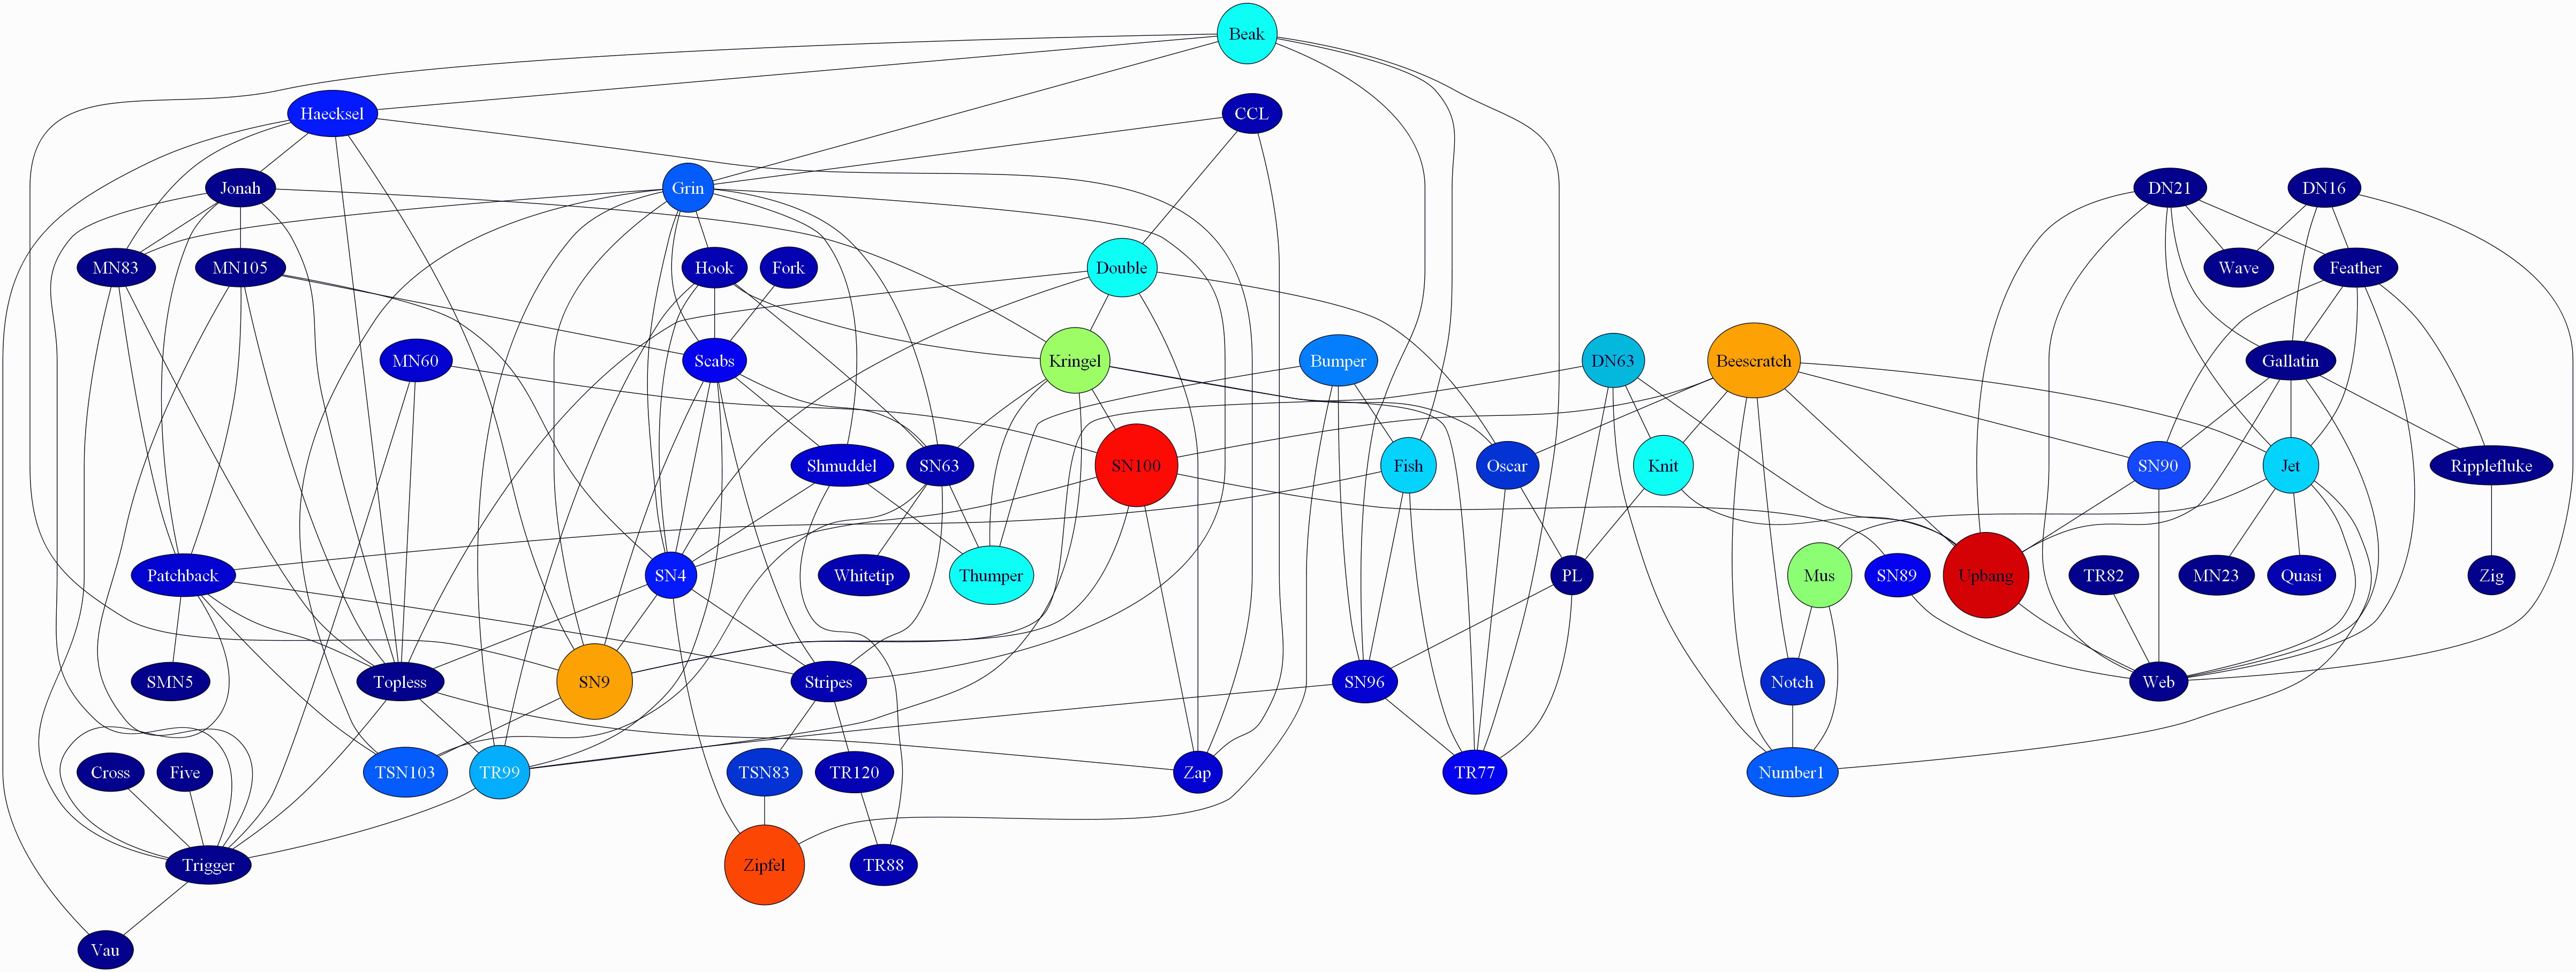 Beak
Haecksel
CCL
Jonah
Grin
DN21
DN16
MN83
MN105
Hook
Fork
Double
Wave
Feather
MN60
Scabs
Kringel
Bumper
DN63
Beescratch
Gallatin
Shmuddel
SN63
SN100
Fish
Oscar
Knit
SN90
Jet
Ripplefluke
Patchback
SN4
Whitetip
Thumper
PL
Mus
SN89
Upbang
TR82
MN23
Quasi
Zig
SMN5
Topless
SN9
Stripes
SN96
Notch
Web
Cross
Five
TSN103
TR99
TSN83
TR120
Zap
TR77
Number1
Trigger
Zipfel
TR88
Vau